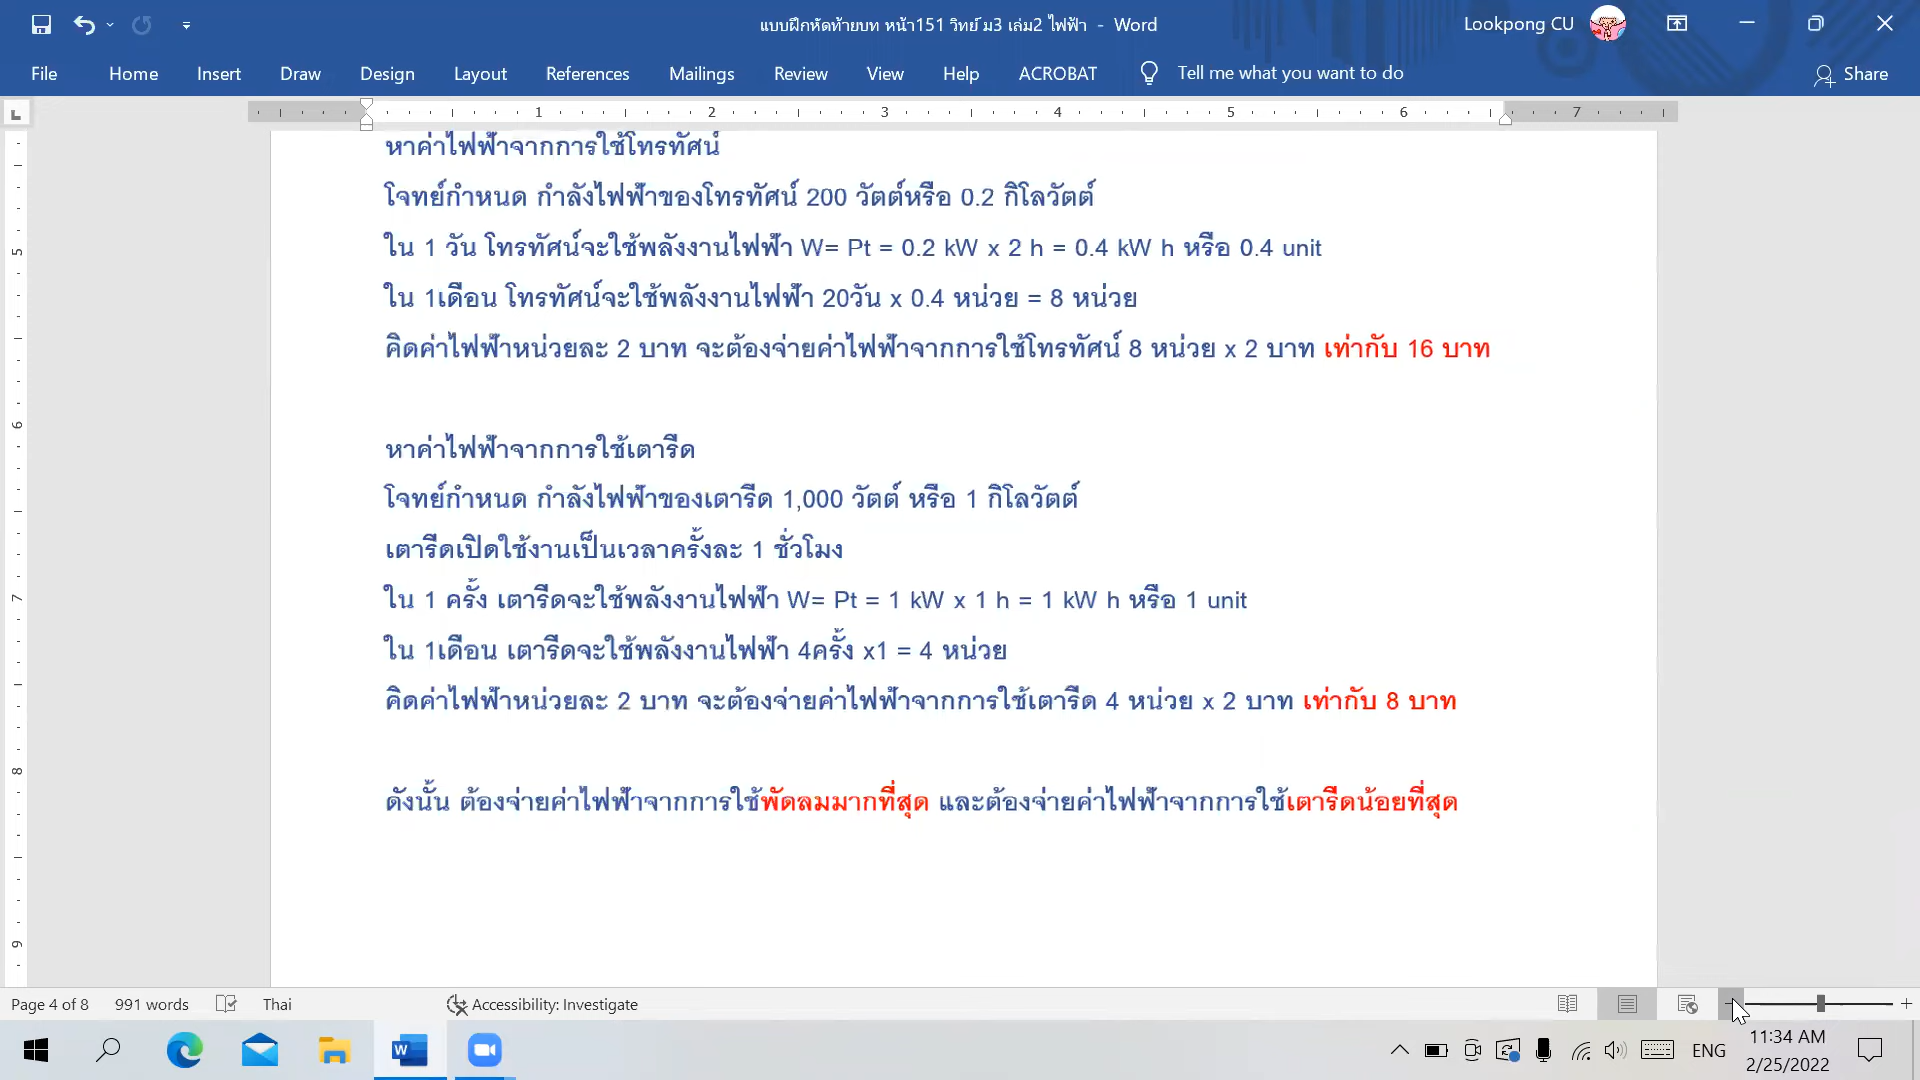 แบบฝึกหัดท้ายบท หน้า151 วิทย์ ม3 เล่ม2 ไฟฟ้า - Word
Lookpong CU
File Home Insert Draw Design Layout References Mailings Review View Help ACROBAT Tell me what you want to do Share
1 2 3 4 5 6 7
หาค่าไฟฟ้าจากการใช้โทรทัศน์
โจทย์กำหนด กำลังไฟฟ้าของโทรทัศน์ 200 วัตต์หรือ 0.2 กิโลวัตต์
ใน 1 วัน โทรทัศน์จะใช้พลังงานไฟฟ้า W= Pt = 0.2 kW x 2 h = 0.4 kW h หรือ 0.4 unit
ใน 1เดือน โทรทัศน์จะใช้พลังงานไฟฟ้า 20วัน x 0.4 หน่วย = 8 หน่วย
คิดค่าไฟฟ้าหน่วยละ 2 บาท จะต้องจ่ายค่าไฟฟ้าจากการใช้โทรทัศน์ 8 หน่วย x 2 บาท เท่ากับ 16 บาท
หาค่าไฟฟ้าจากการใช้เตารีด
โจทย์กำหนด กำลังไฟฟ้าของเตารีด 1,000 วัตต์ หรือ 1 กิโลวัตต์
เตารีดเปิดใช้งานเป็นเวลาครั้งละ 1 ชั่วโมง
ใน 1 ครั้ง เตารีดจะใช้พลังงานไฟฟ้า W= Pt = 1 kW x 1 h = 1 kW h หรือ 1 unit
ใน 1เดือน เตารีดจะใช้พลังงานไฟฟ้า 4ครั้ง x1 = 4 หน่วย
คิดค่าไฟฟ้าหน่วยละ 2 บาท จะต้องจ่ายค่าไฟฟ้าจากการใช้เตารีด 4 หน่วย x 2 บาท เท่ากับ 8 บาท
ดังนั้น ต้องจ่ายค่าไฟฟ้าจากการใช้พัดลมมากที่สุด และต้องจ่ายค่าไฟฟ้าจากการใช้เตารีดน้อยที่สุด
5
6
7
8
9
Page 4 of 8 991 words Thai Accessibility: Investigate
ENG
11:34 AM
2/25/2022